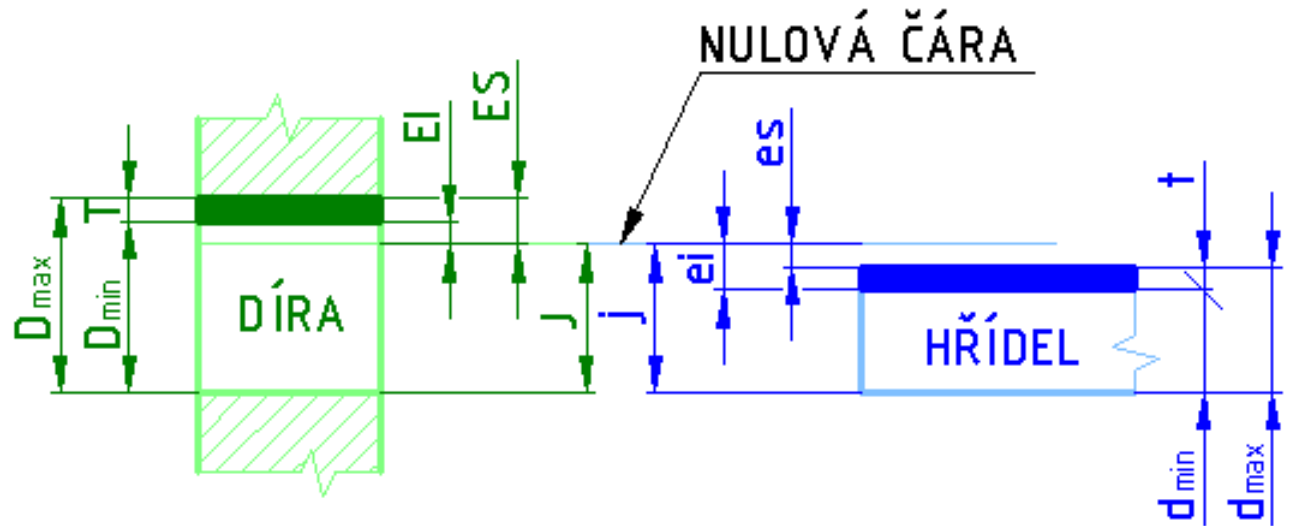 NULOVÁ ČÁRA
EI
ES
T
Dmax
Dmin
DÍRA
J
j
ei
es
HŘÍDEL
t
dmin
dmax